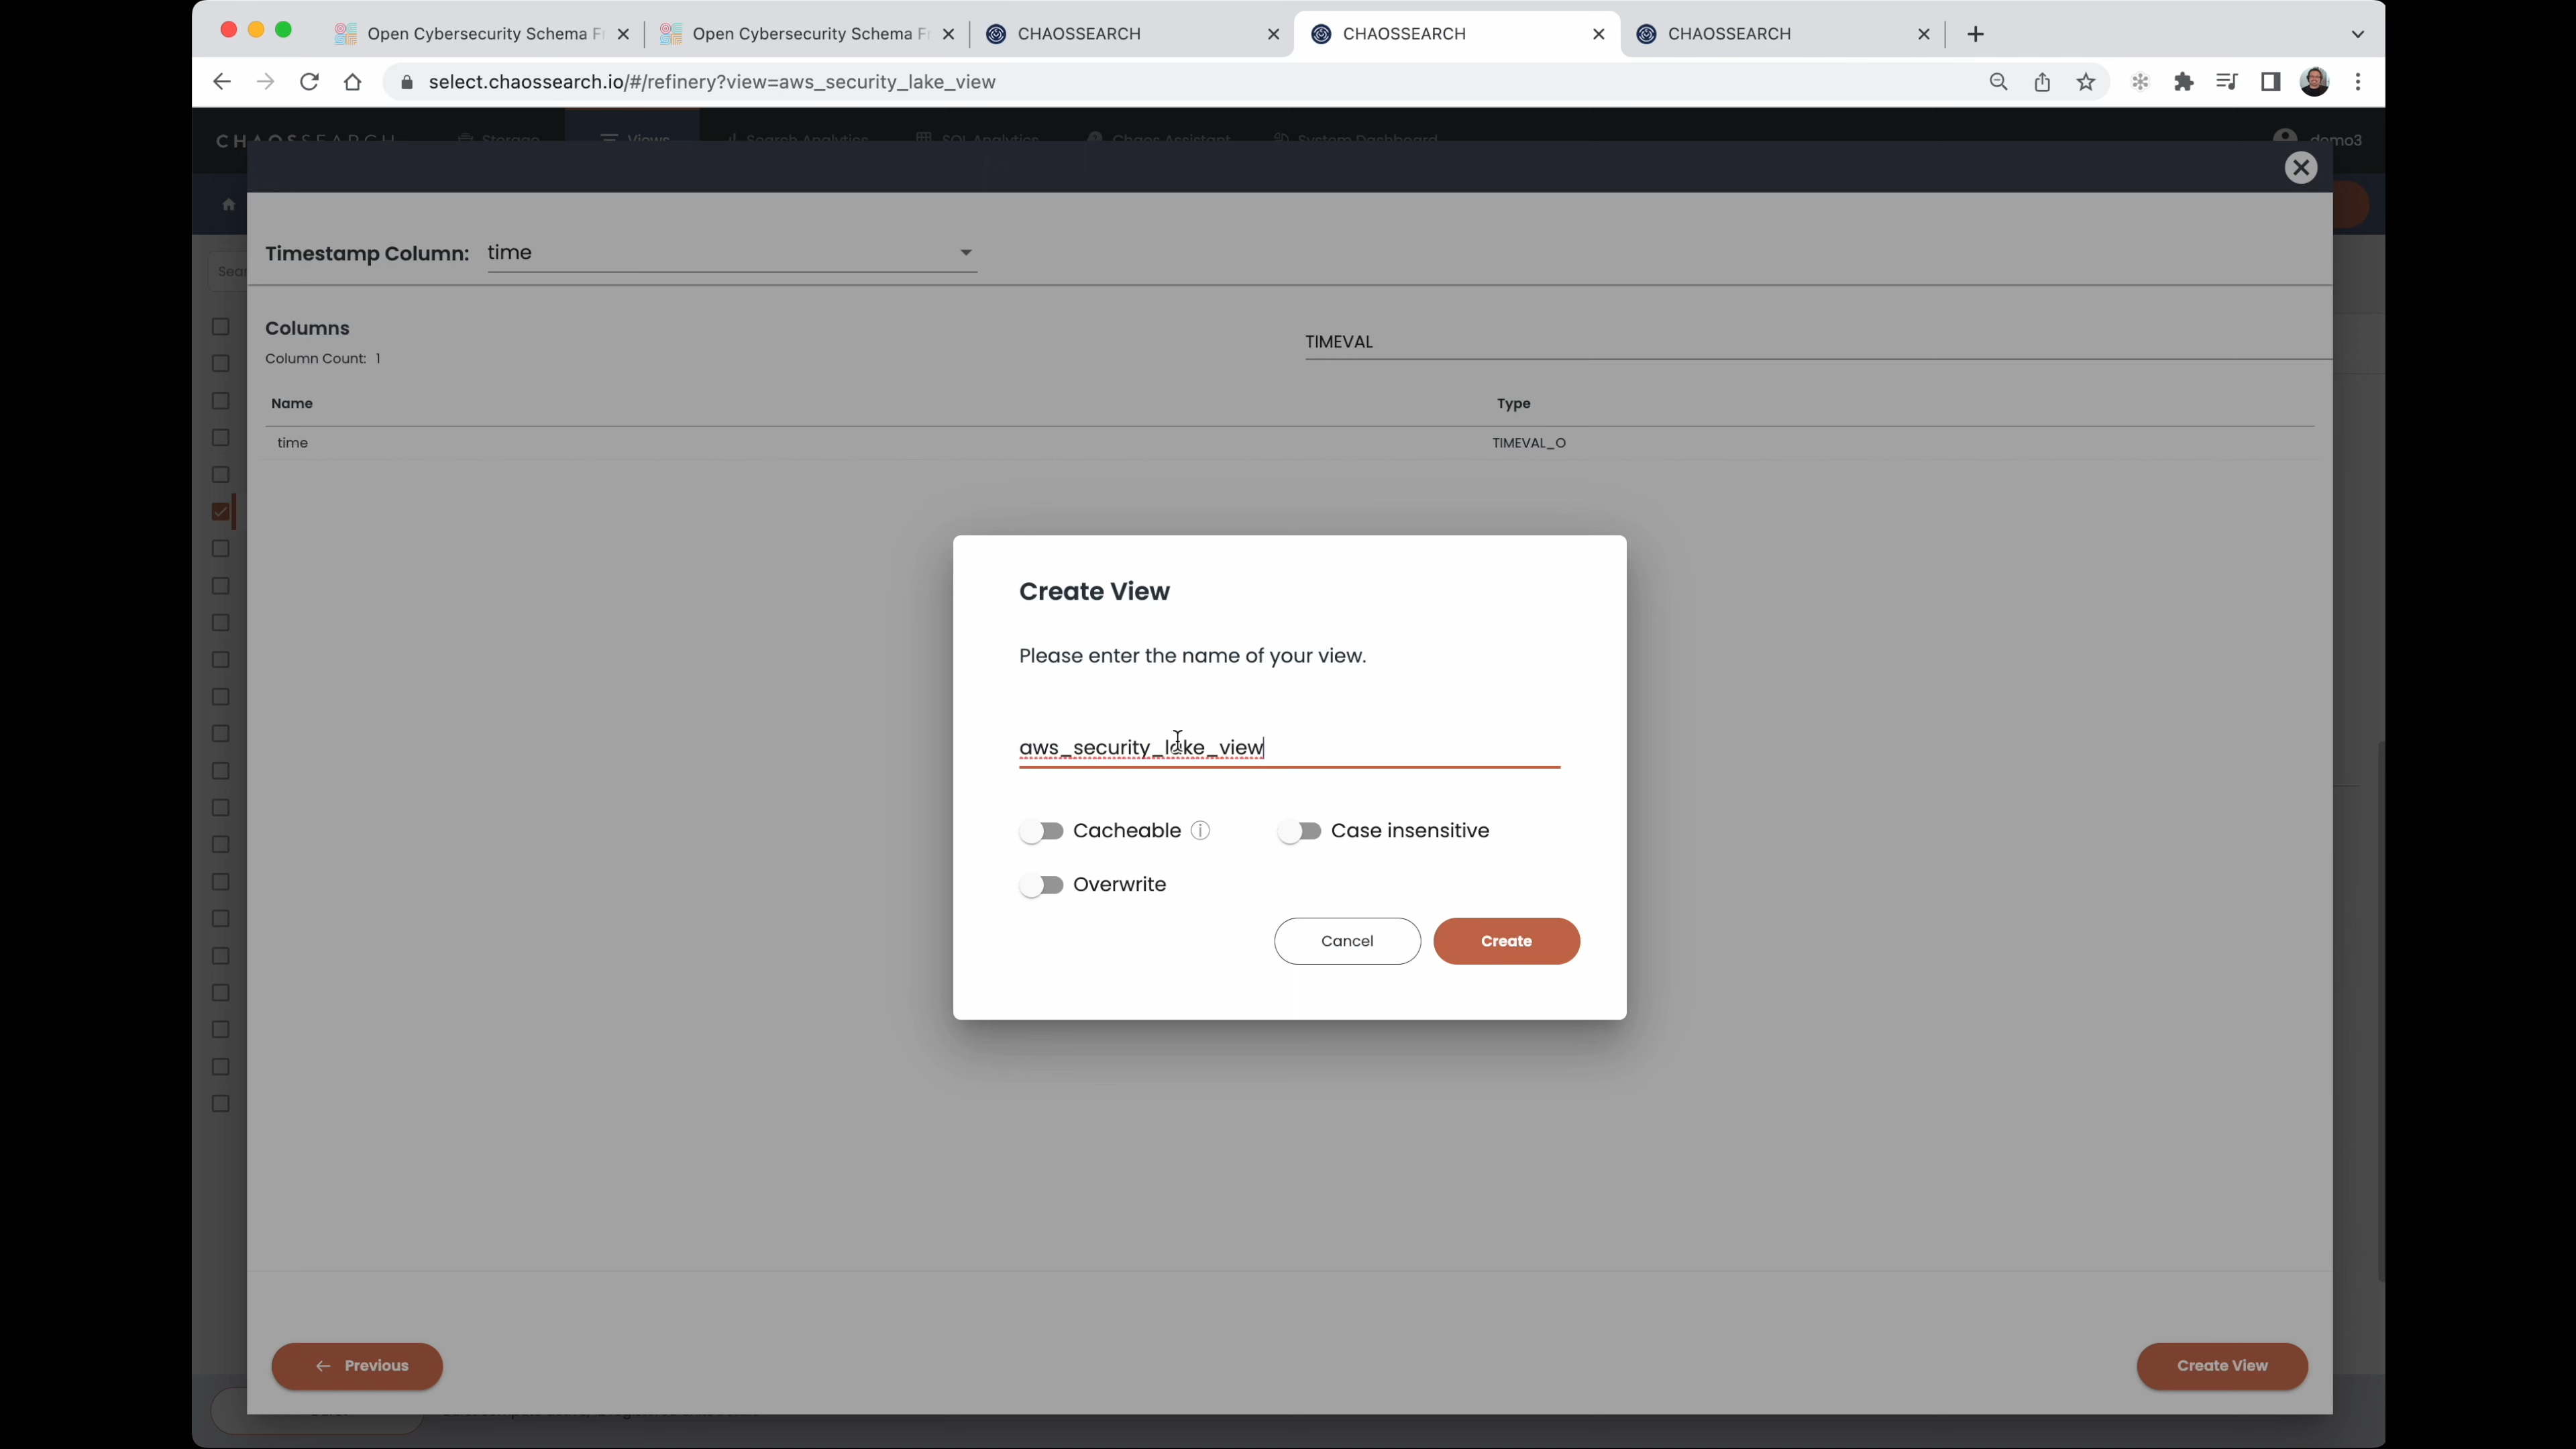 Open Cybersecurity Schema Fr
Open Cybersecurity Schema Fr
CHAOSSEARCH
CHAOSSEARCH
CHAOSSEARCH
select.chaossearch.io/#/refinery?view=aws_security_lake_view
CHAOSSEARCH
Storage
Views
Search Analytics
SQL Analytics
Chaos Assistant
System Dashboard
demo3
Sear
Timestamp Column: time
Columns
Column Count: 1
TIMEVAL
Name
Type
time
TIMEVAL_O
Create View
Please enter the name of your view.
aws_security_lake_view
Cacheable
Case insensitive
Overwrite
Cancel
Create
Previous
Create View